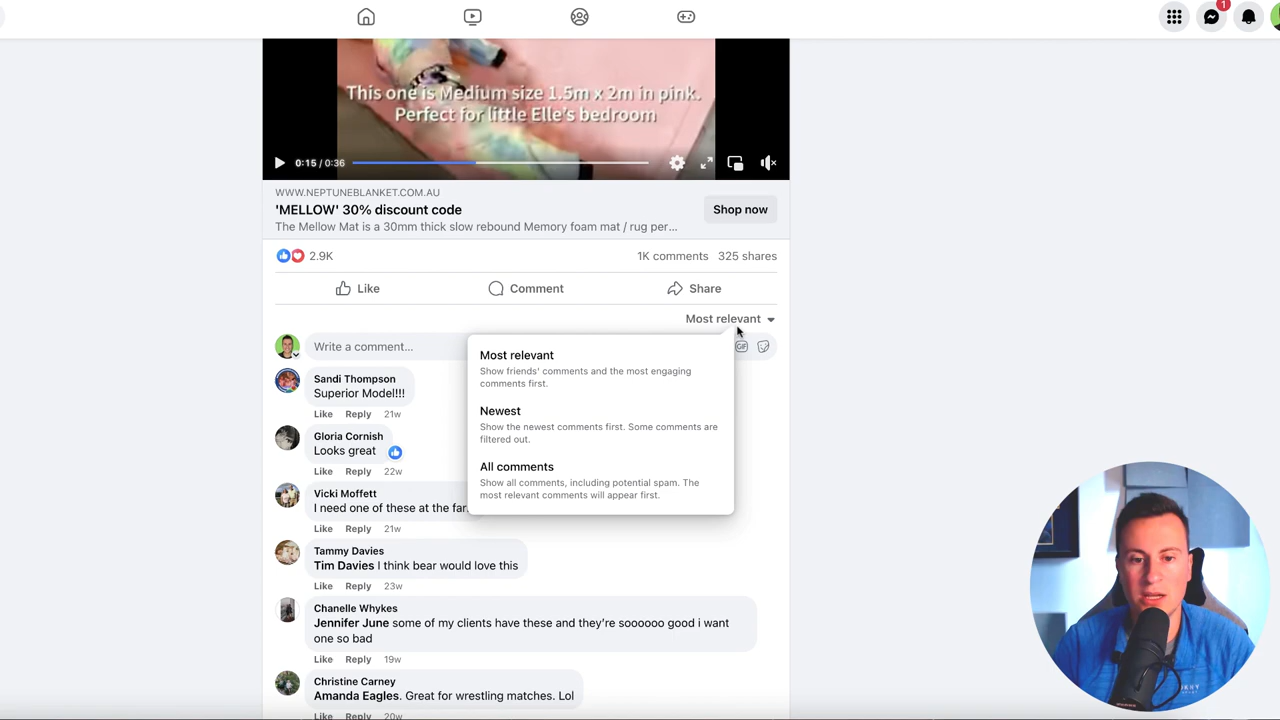 1
This one is Medium size 1.5m x 2m in pink.
Perfect for little Elle's bedroom
0:15 / 0:36
WWW.NEPTUNEBLANKET.COM.AU
'MELLOW' 30% discount code
The Mellow Mat is a 30mm thick slow rebound Memory foam mat / rug per...
Shop now
2.9K
1K comments 325 shares
Like Comment Share
Most relevant
Write a comment...
GIF
Most relevant
Show friends' comments and the most engaging
comments first.
Newest
Show the newest comments first. Some comments are
filtered out.
All comments
Show all comments, including potential spam. The
most relevant comments will appear first.
Sandi Thompson
Superior Model!!!
Like Reply 21w
Gloria Cornish
Looks great
Like Reply 22w
Vicki Moffett
I need one of these at the
Like Reply 21w
Tammy Davies
Tim Davies I think bear would love this
Like Reply 23w
Chanelle Whykes
Jennifer June some of my clients have these and they're soooooo good i want
one so bad
Like Reply 19w
Christine Carney
Amanda Eagles. Great for wrestling matches. Lol
Like Reply 20w